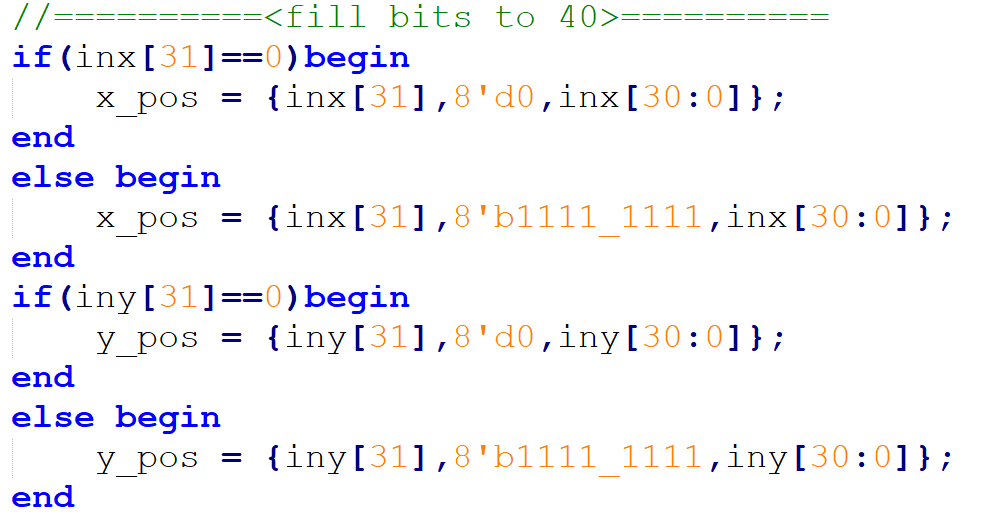 //==========<fill bits to 40>==========
if(inx[31]==0)begin
    x_pos = {inx[31],8'd0,inx[30:0]};
end
else begin
    x_pos = {inx[31],8'b1111_1111,inx[30:0]};
end
if(iny[31]==0)begin
    y_pos = {iny[31],8'd0,iny[30:0]};
end
else begin
    y_pos = {iny[31],8'b1111_1111,iny[30:0]};
end